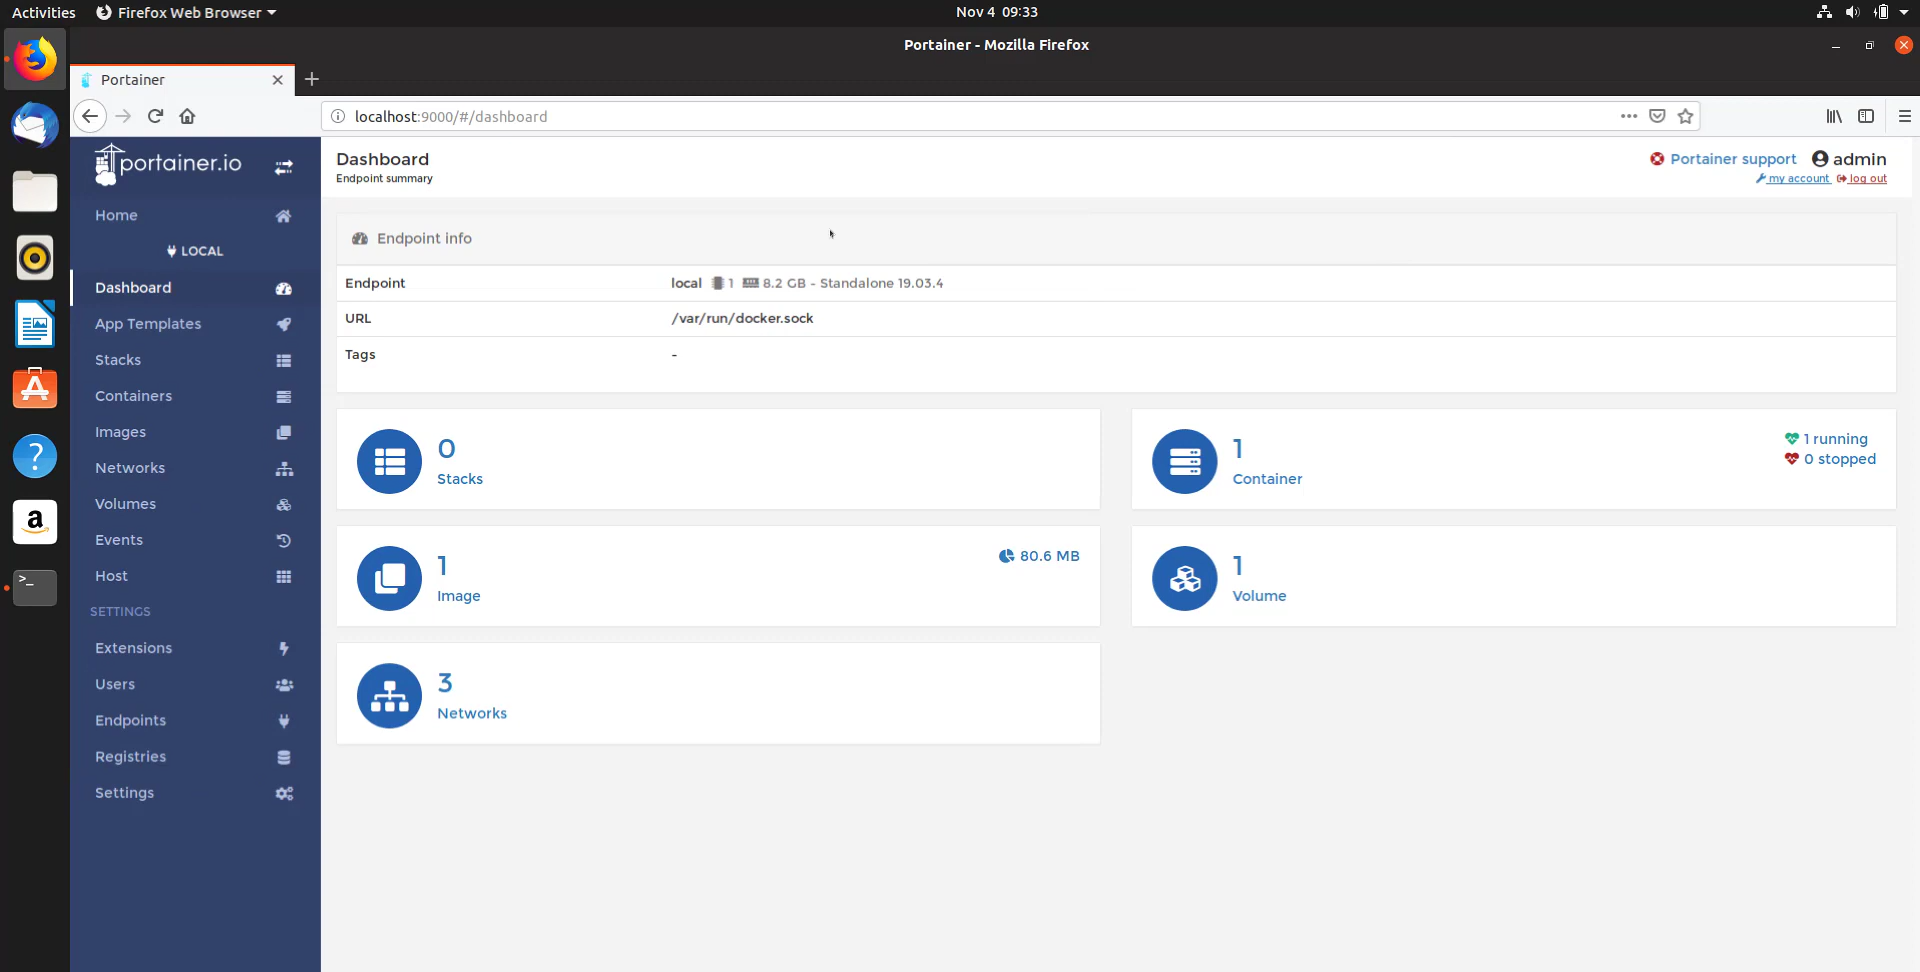 Activities
Firefox Web Browser
Nov 4 09:33
Portainer - Mozilla Firefox
Portainer
localhost:9000/#/dashboard
portainer.io
Home
LOCAL
Dashboard
App Templates
Stacks
Containers
Images
Networks
Volumes
Events
Host
SETTINGS
Extensions
Users
Endpoints
Registries
Settings
Dashboard
Endpoint summary
Portainer support
admin
my account
log out
Endpoint info
Endpoint
local 1 8.2 GB - Standalone 19.03.4
URL
/var/run/docker.sock
Tags
-
0
Stacks
1
Container
1 running
0 stopped
1
Image
80.6 MB
1
Volume
3
Networks
a
?
>_